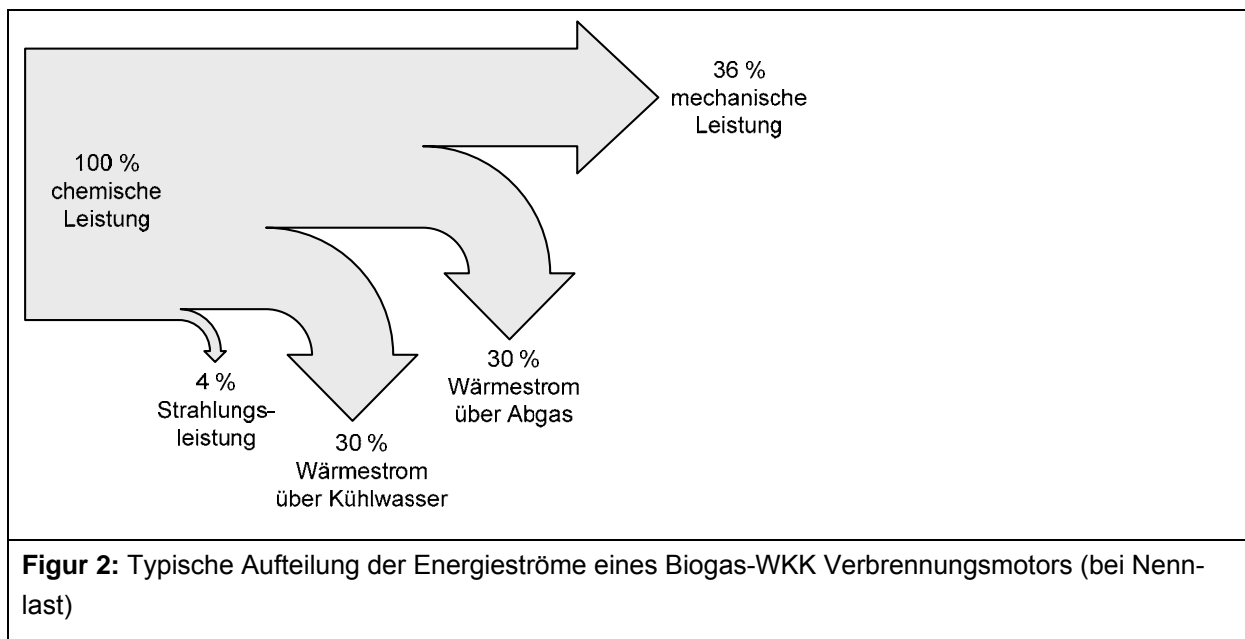 36 %
mechanische
Leistung
100 %
chemische
Leistung
4 %
Strahlungs-
leistung
30 %
Wärmestrom
über Kühlwasser
30 %
Wärmestrom
über Abgas
Figur 2: Typische Aufteilung der Energieströme eines Biogas-WKK Verbrennungsmotors (bei Nenn-
last)